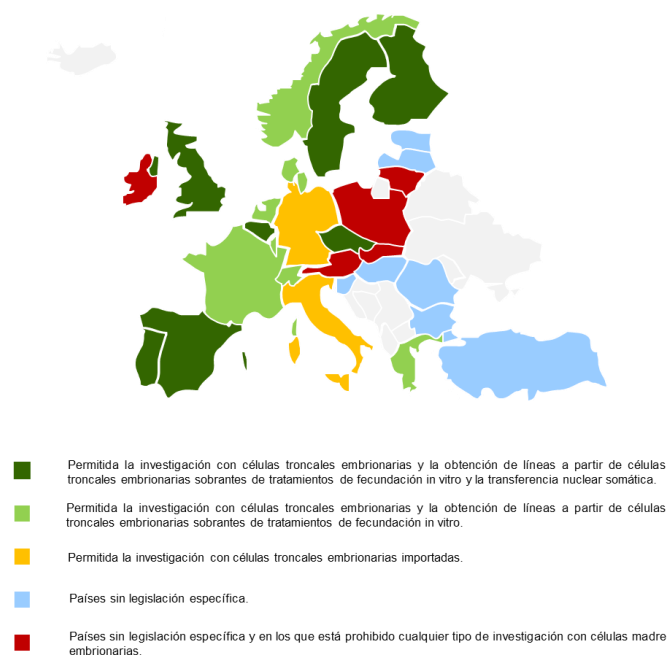 Permitida la investigación con células troncales embrionarias y la obtención de líneas a partir de células
troncales embrionarias sobrantes de tratamientos de fecundación in vitro y la transferencia nuclear somática.
Permitida la investigación con células troncales embrionarias y la obtención de líneas a partir de células
troncales embrionarias sobrantes de tratamientos de fecundación in vitro.
Permitida la investigación con células troncales embrionarias importadas.
Países sin legislación específica.
Países sin legislación específica y en los que está prohibido cualquier tipo de investigación con células madre
embrionarias.